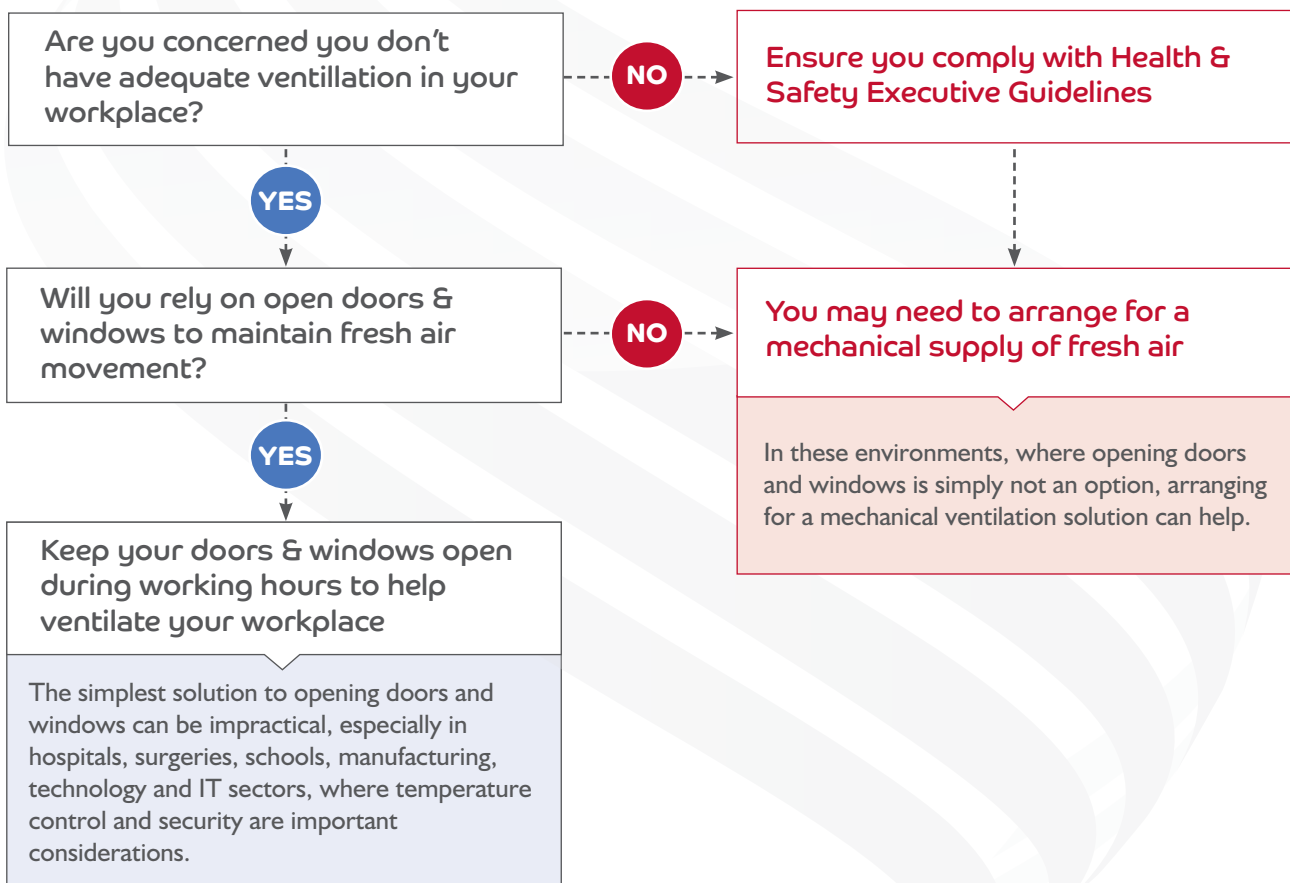 Are you concerned you don't
have adequate ventillation in your
workplace?
NO
Ensure you comply with Health &
Safety Executive Guidelines
YES
Will you rely on open doors &
windows to maintain fresh air
movement?
NO
You may need to arrange for a
mechanical supply of fresh air
In these environments, where opening doors
and windows is simply not an option, arranging
for a mechanical ventilation solution can help.
YES
Keep your doors & windows open
during working hours to help
ventilate your workplace
The simplest solution to opening doors and
windows can be impractical, especially in
hospitals, surgeries, schools, manufacturing,
technology and IT sectors, where temperature
control and security are important
considerations.